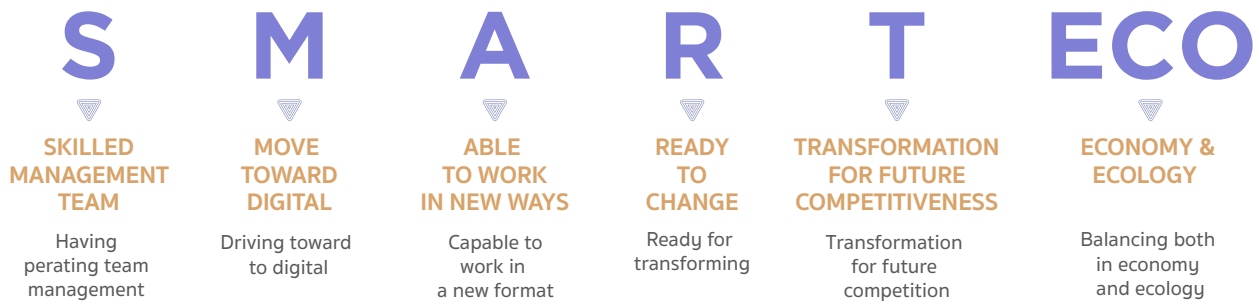 S
SKILLED
MANAGEMENT
TEAM
Having
perating team
management
M
MOVE
TOWARD
DIGITAL
Driving toward
to digital
A
ABLE
TO WORK
IN NEW WAYS
Capable to
work in
a new format
R
READY
TO
CHANGE
Ready for
transforming
T
TRANSFORMATION
FOR FUTURE
COMPETITIVENESS
Transformation
for future
competition
ECO
ECONOMY &
ECOLOGY
Balancing both
in economy
and ecology